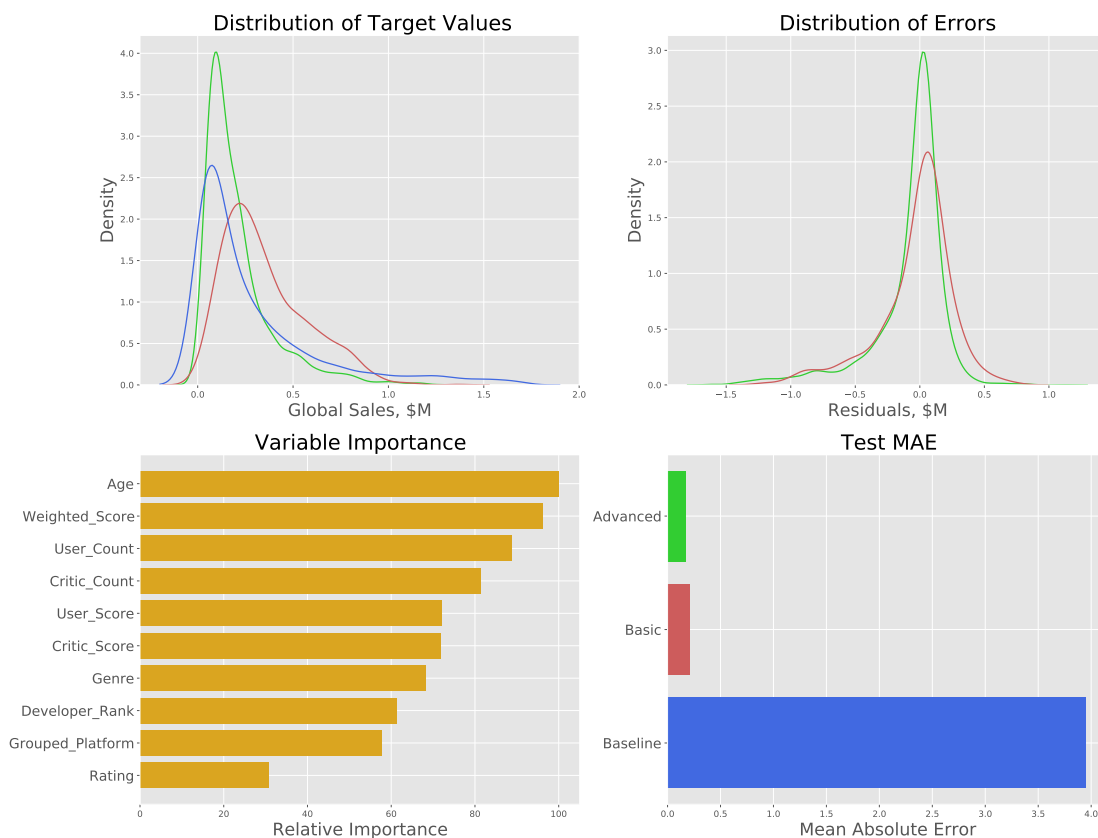 Distribution of Target Values
4.0
3.5
3.0
2.5
2.0
1.5
1.0
0.5
0.0
Density
0.0 0.5 1.0 1.5 2.0
Global Sales, $M
Distribution of Errors
3.0
2.5
2.0
1.5
1.0
0.5
0.0
Density
−1.5 −1.0 −0.5 0.0 0.5 1.0
Residuals, $M
Variable Importance
Age
Weighted_Score
User_Count
Critic_Count
User_Score
Critic_Score
Genre
Developer_Rank
Grouped_Platform
Rating
0 20 40 60 80 100
Relative Importance
Test MAE
Advanced
Basic
Baseline
0.0 0.5 1.0 1.5 2.0 2.5 3.0 3.5 4.0
Mean Absolute Error